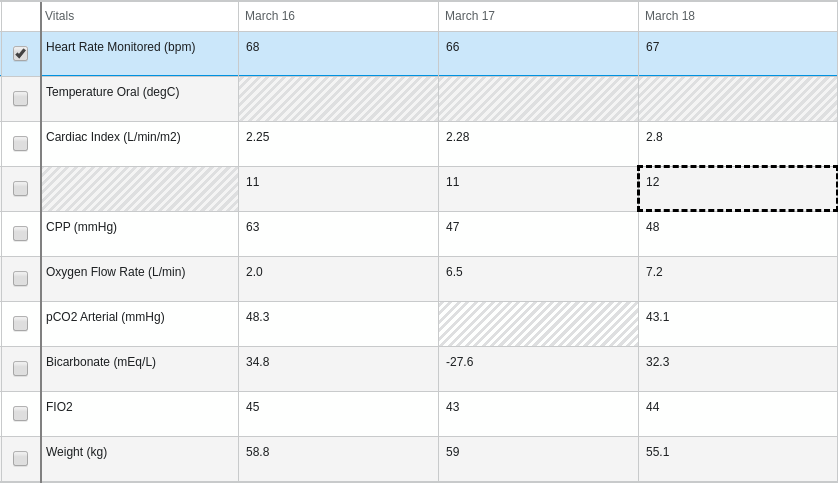 Vitals March 16 March 17 March 18
Heart Rate Monitored (bpm) 68 66 67
Temperature Oral (degC)
Cardiac Index (L/min/m2) 2.25 2.28 2.8
11 11 12
CPP (mmHg) 63 47 48
Oxygen Flow Rate (L/min) 2.0 6.5 7.2
pCO2 Arterial (mmHg) 48.3 43.1
Bicarbonate (mEq/L) 34.8 -27.6 32.3
FIO2 45 43 44
Weight (kg) 58.8 59 55.1